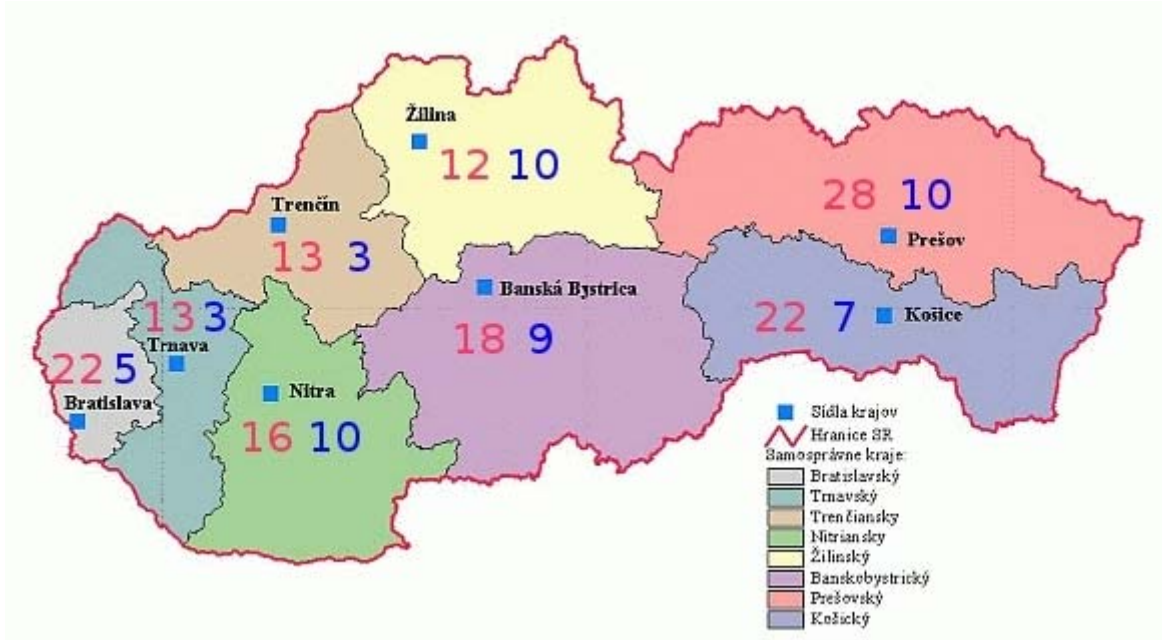 Žilina
12 10
28 10
Trenčín
Prešov
13 3
Banská Bystrica
13 3
22 7
Košice
Trnava
18 9
22 5
Nitra
Bratislava
16 10
Sídla krajov
Hranice SR
Samosprávne kraje:
Bratislavský
Trnavský
Trenčiansky
Nitriansky
Žilinský
Banskobystrický
Prešovský
Košický